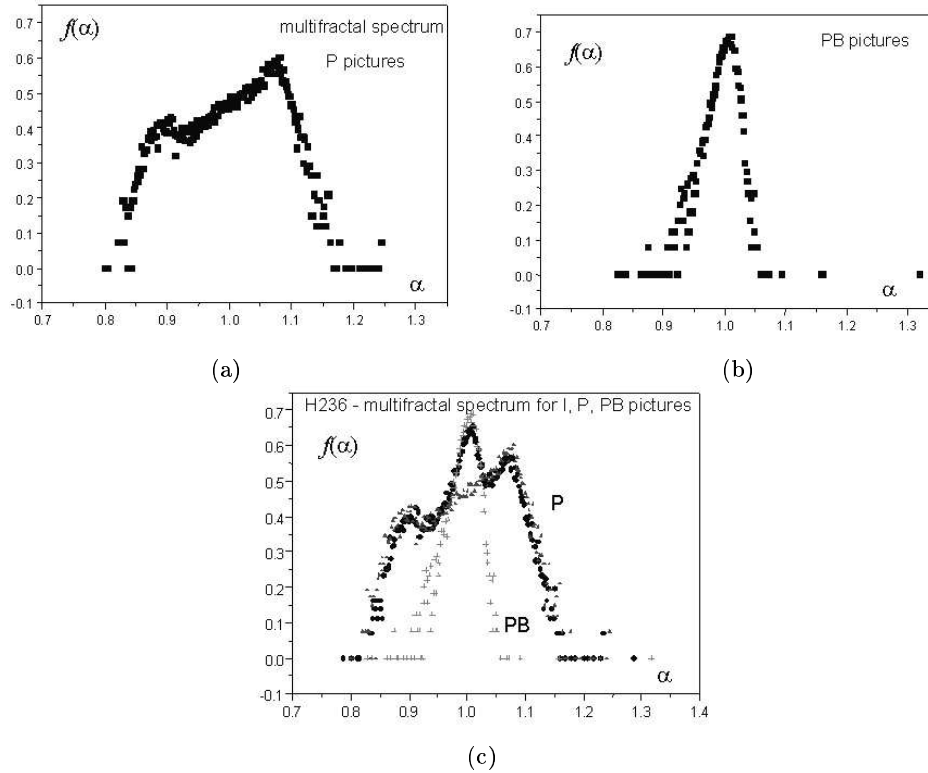 f(α)
multifractal spectrum
P pictures
0.7
0.6
0.5
0.4
0.3
0.2
0.1
0.0
-0.1
α
0.7 0.8 0.9 1.0 1.1 1.2 1.3
(a)
f(α)
PB pictures
0.7
0.6
0.5
0.4
0.3
0.2
0.1
0.0
-0.1
α
0.7 0.8 0.9 1.0 1.1 1.2 1.3
(b)
H236 - multifractal spectrum for I, P, PB pictures
f(α)
0.7
0.6
0.5
0.4
0.3
0.2
0.1
0.0
-0.1
P
PB
α
0.7 0.8 0.9 1.0 1.1 1.2 1.3 1.4
(c)